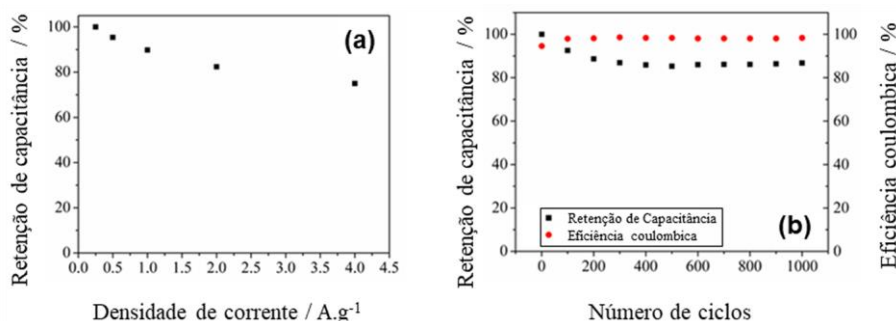 Retenção de capacitância / %
100
80
60
40
20
0
(a)
0.0 0.5 1.0 1.5 2.0 2.5 3.0 3.5 4.0 4.5
Densidade de corrente / A.g-1
Retenção de capacitância / %
100
80
60
40
20
0
Retenção de Capacitância
Eficiência coulombica
(b)
0 200 400 600 800 1000
Número de ciclos
100
80
60
40
20
0
Eficiência coulombica / %